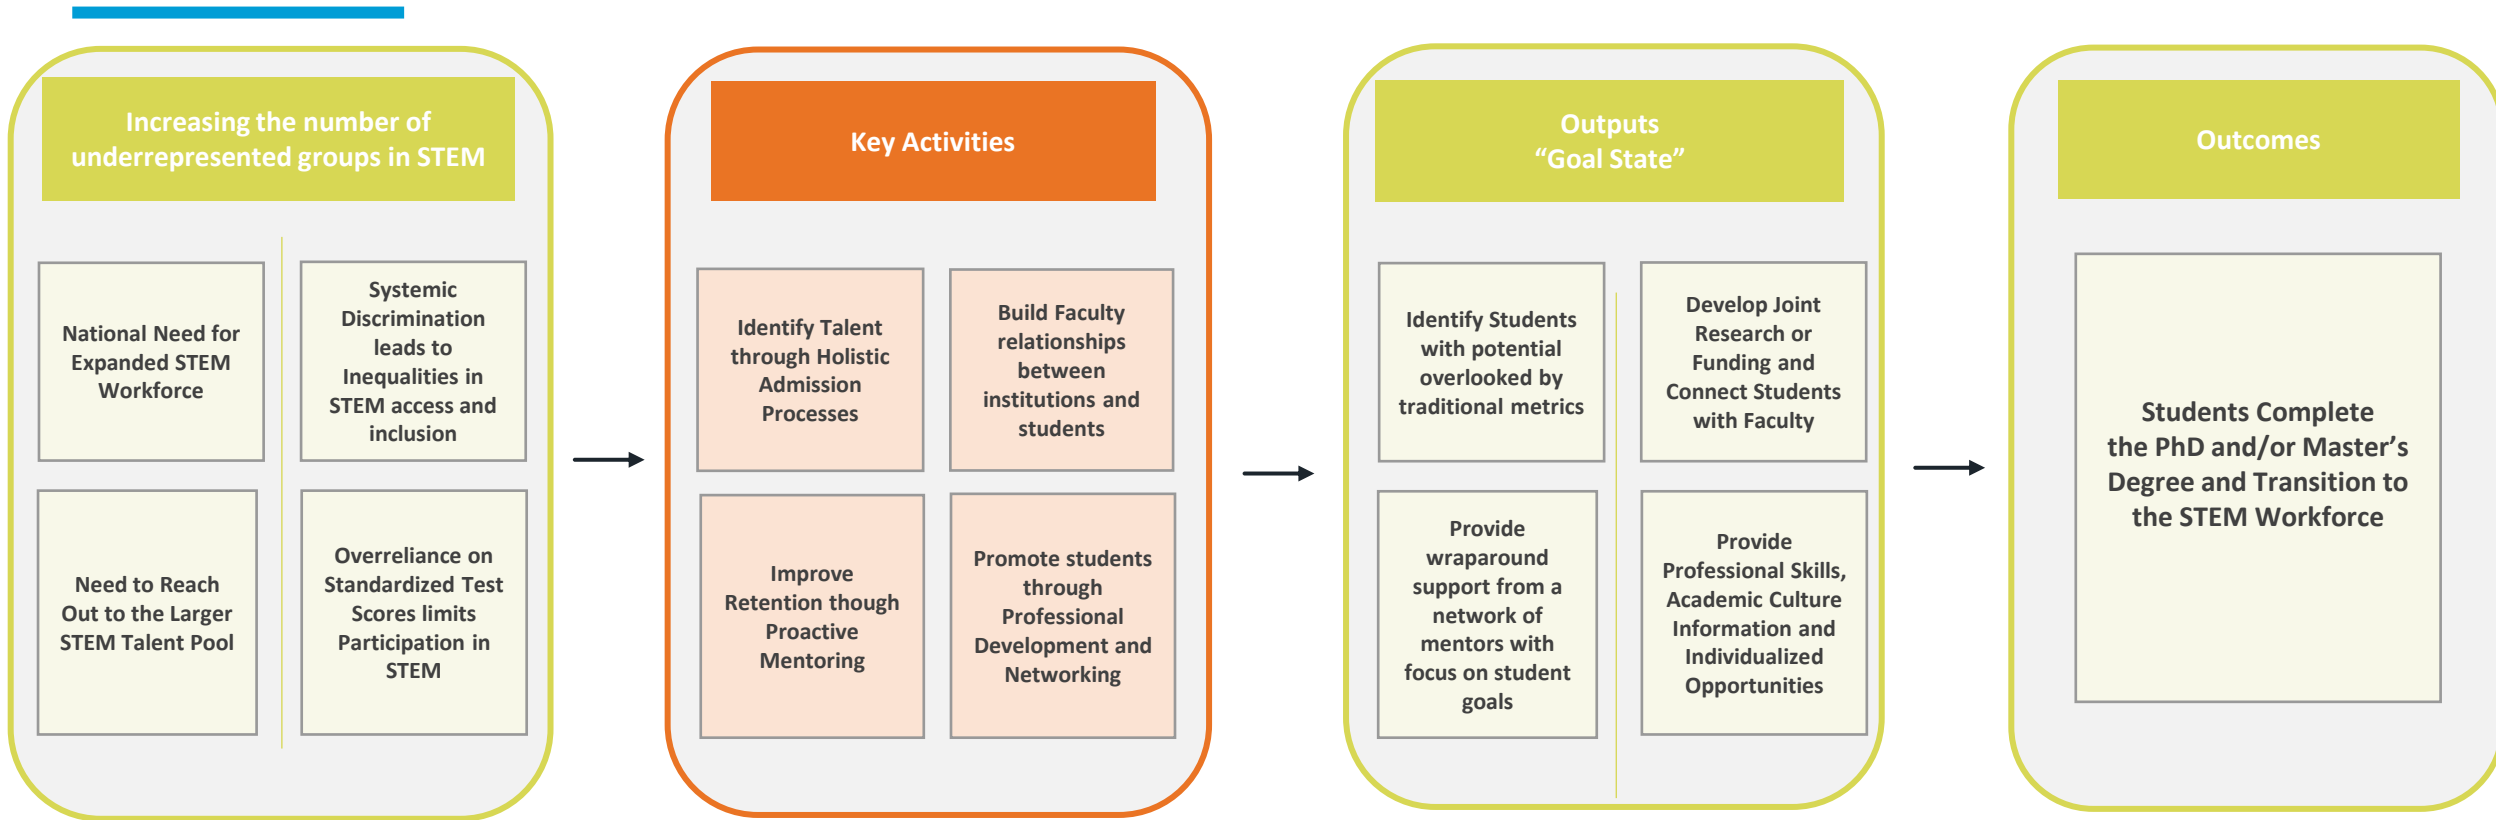 Increasing the number of
underrepresented groups in STEM
National Need for
Expanded STEM
Workforce
Systemic
Discrimination
leads to
Inequalities in
STEM access and
inclusion
Need to Reach
Out to the Larger
STEM Talent Pool
Overreliance on
Standardized Test
Scores limits
Participation in
STEM
Key Activities
Identify Talent
through Holistic
Admission
Processes
Build Faculty
relationships
between
institutions and
students
Improve
Retention though
Proactive
Mentoring
Promote students
through
Professional
Development and
Networking
Outputs
“Goal State”
Identify Students
with potential
overlooked by
traditional metrics
Develop Joint
Research or
Funding and
Connect Students
with Faculty
Provide
wraparound
support from a
network of
mentors with
focus on student
goals
Provide
Professional Skills,
Academic Culture
Information and
Individualized
Opportunities
Outcomes
Students Complete
the PhD and/or Master’s
Degree and Transition to
the STEM Workforce